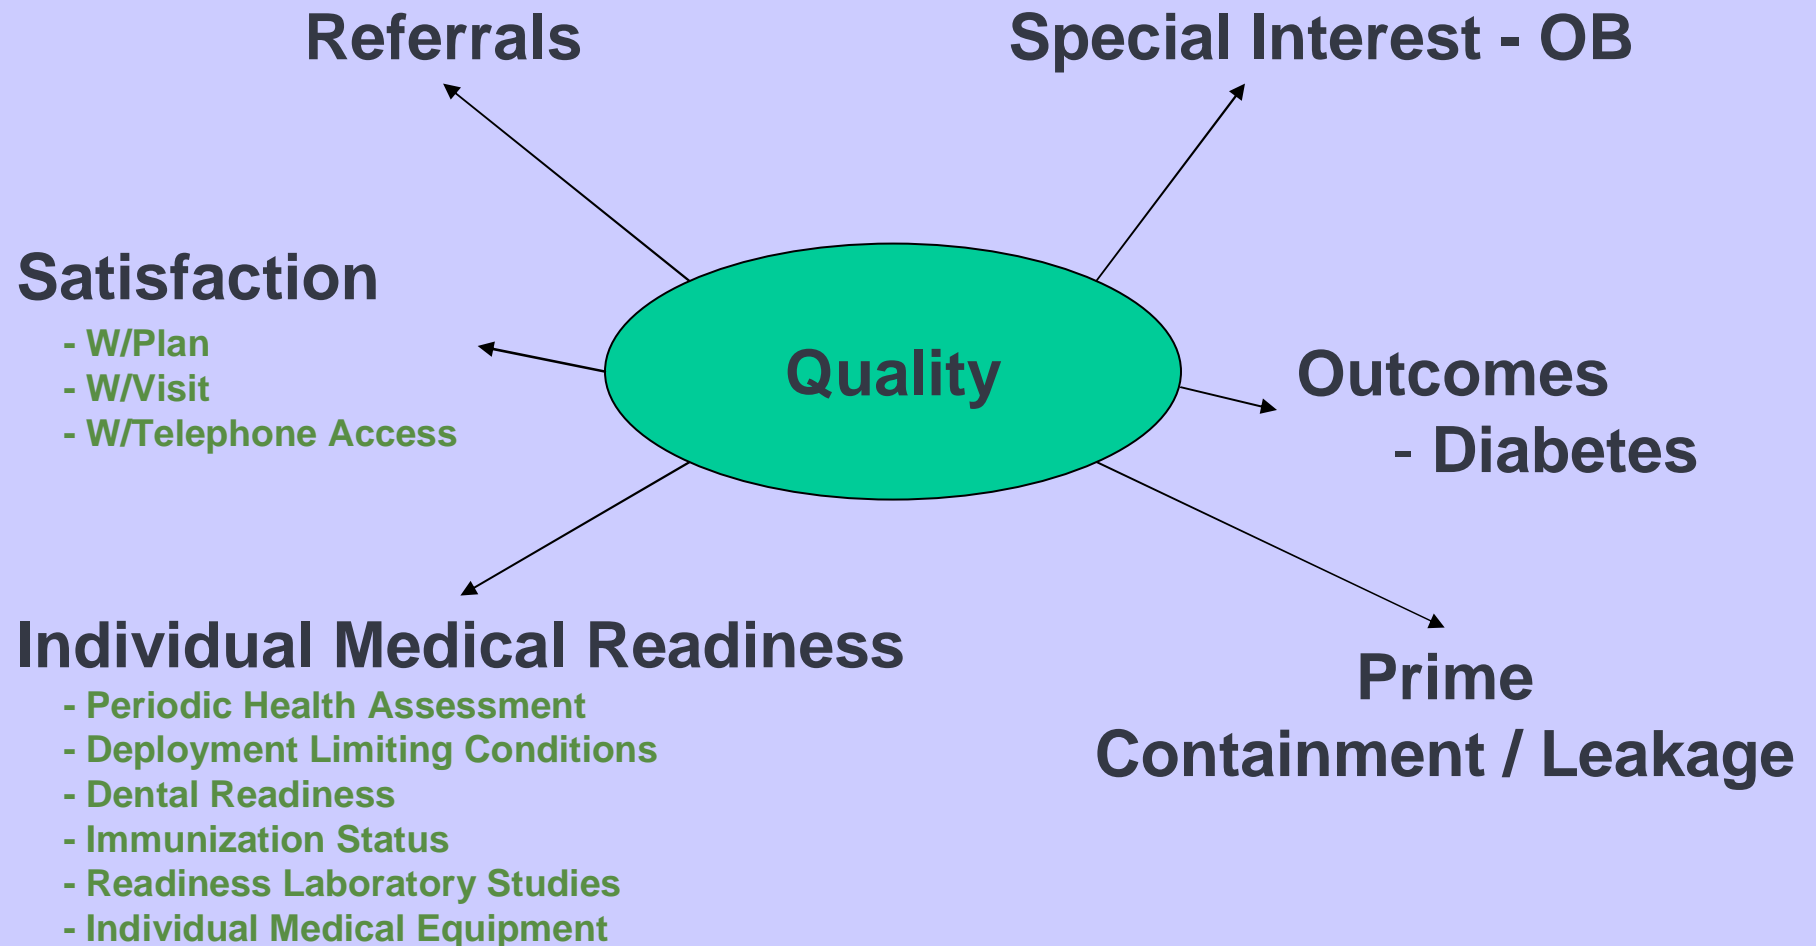 Referrals
Special Interest - OB
Satisfaction
- W/Plan
- W/Visit
- W/Telephone Access
Quality
Outcomes
- Diabetes
Individual Medical Readiness
- Periodic Health Assessment
- Deployment Limiting Conditions
- Dental Readiness
- Immunization Status
- Readiness Laboratory Studies
- Individual Medical Equipment
Prime
Containment / Leakage